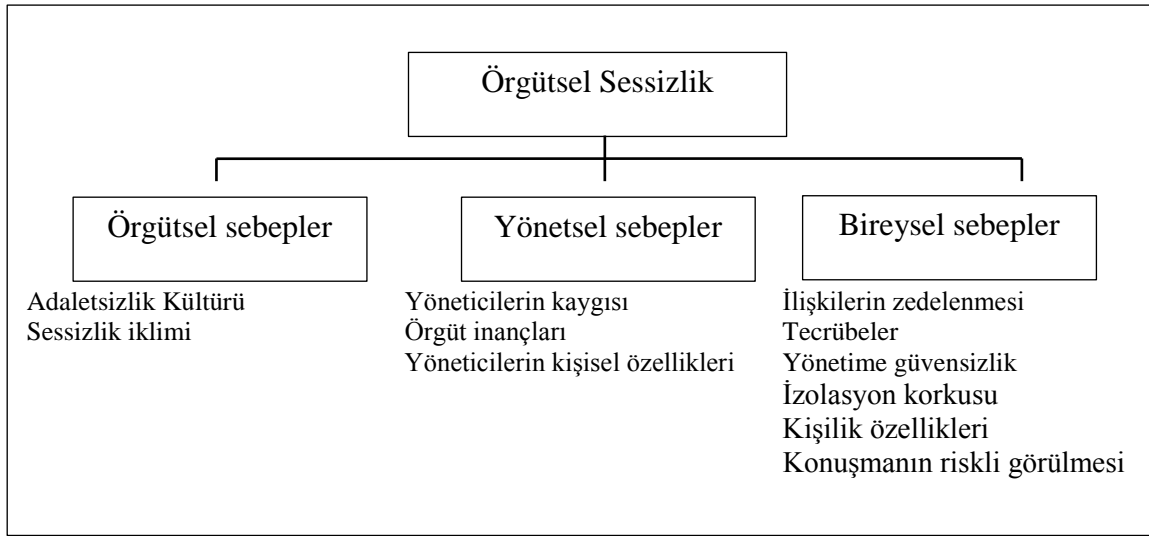 Örgütsel Sessizlik
Örgütsel sebepler
Adaletsizlik Kültürü
Sessizlik iklimi
Yönetsel sebepler
Yöneticilerin kaygısı
Örgüt inançları
Yöneticilerin kişisel özellikleri
Bireysel sebepler
İlişkilerin zedelenmesi
Tecrübeler
Yönetime güvensizlik
İzolasyon korkusu
Kişilik özellikleri
Konuşmanın riskli görülmesi